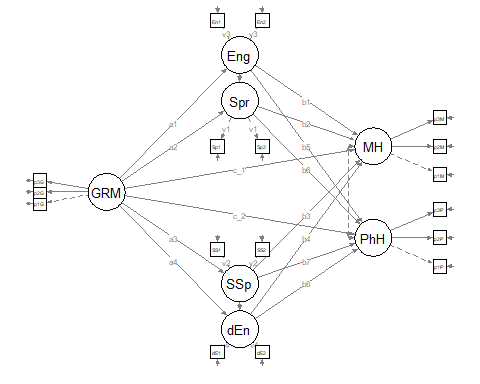 En1 En2
v3 v3
Eng
a1 b1
Spr p3M
a2 b2
v1 v1 b5 p2M
Sp1 Sp2 MH
c_1 b6 p1M
p3G
p2G GRM
p1G
c_2 b3 p3P
a3 b4 PhH p2P
SS1 SS2
a4 v2 v2 b7 p1P
SSp b8
dEn
dE1 dE2